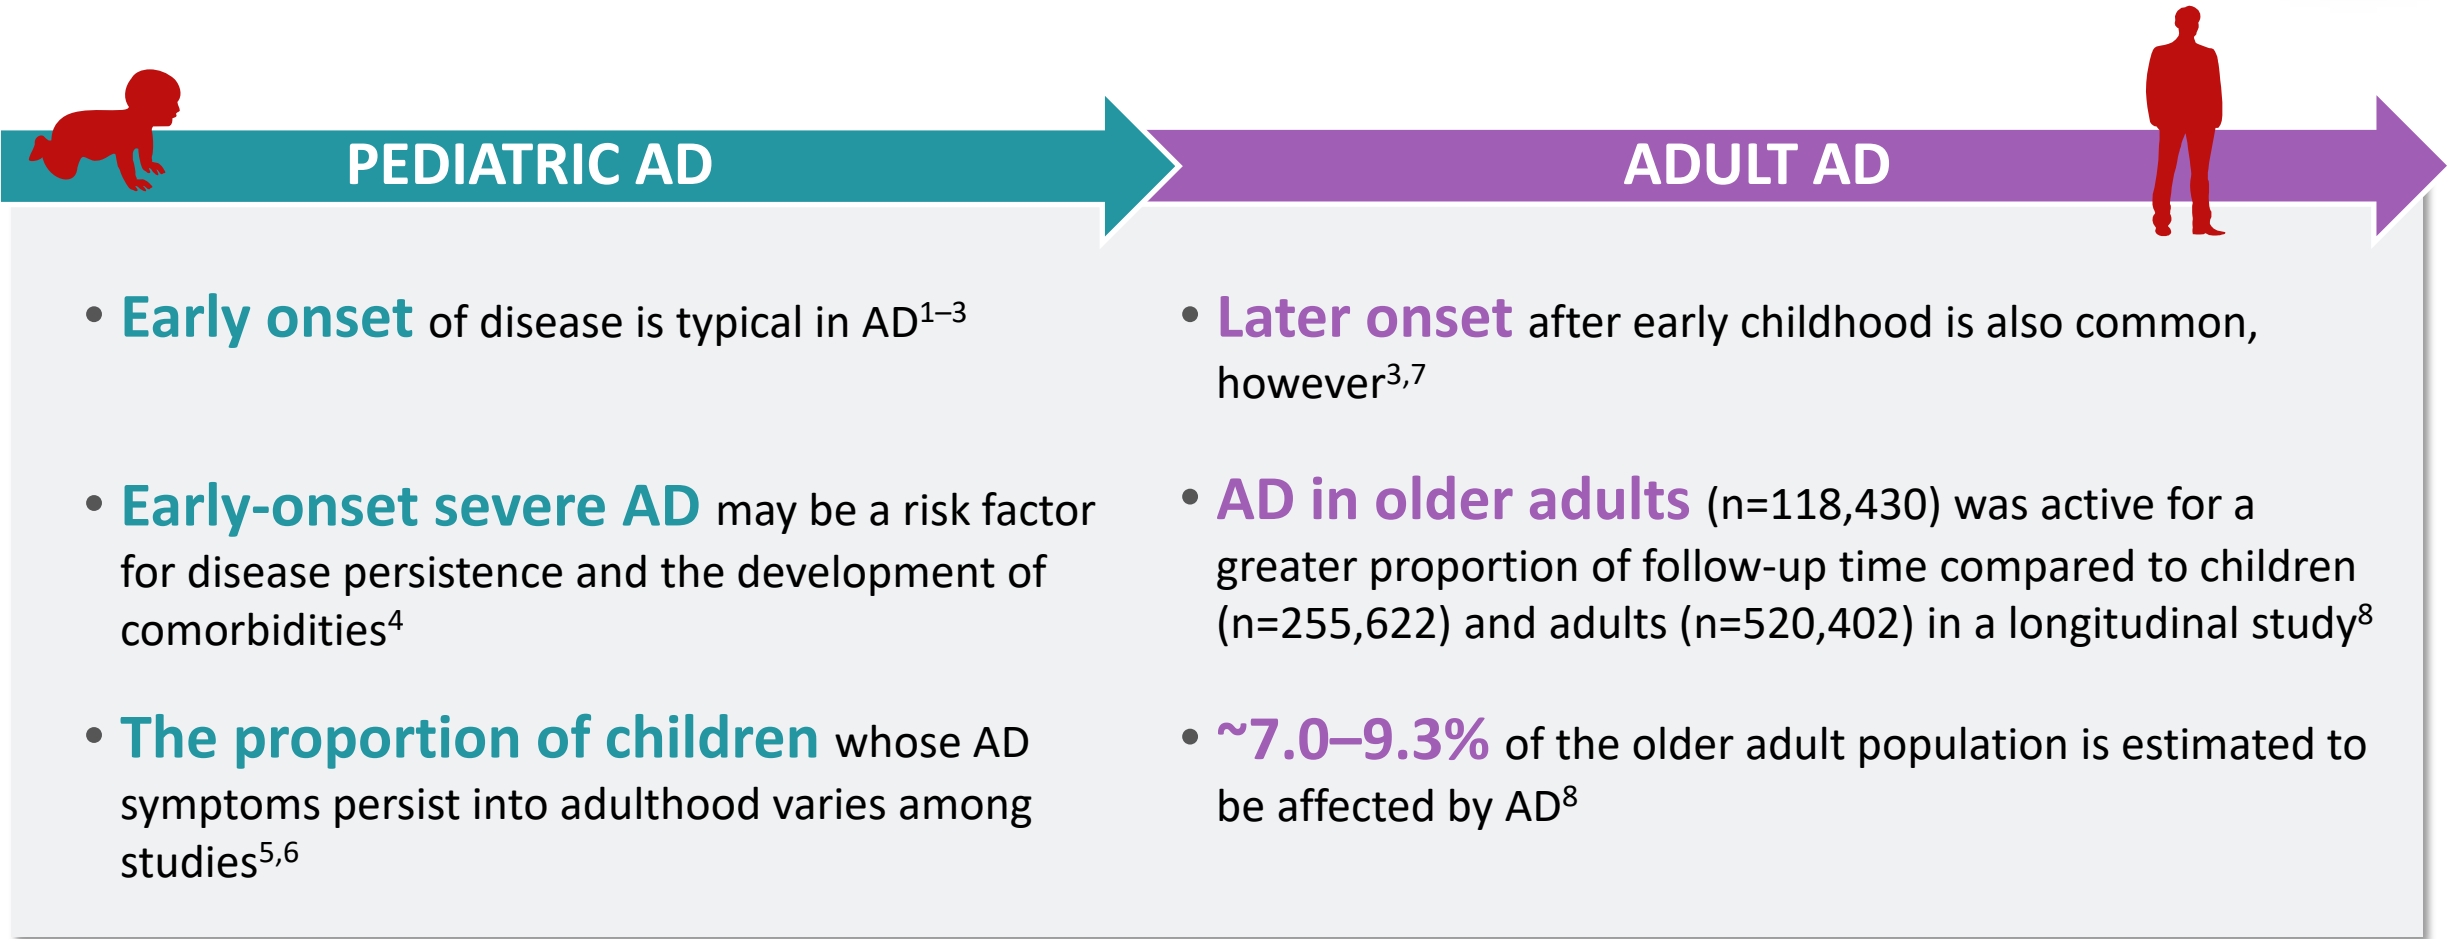 PEDIATRIC AD
• Early onset of disease is typical in AD1–3
• Early-onset severe AD may be a risk factor
for disease persistence and the development of
comorbidities4
• The proportion of children whose AD
symptoms persist into adulthood varies among
studies5,6
ADULT AD
• Later onset after early childhood is also common,
however3,7
• AD in older adults (n=118,430) was active for a
greater proportion of follow-up time compared to children
(n=255,622) and adults (n=520,402) in a longitudinal study8
• ~7.0–9.3% of the older adult population is estimated to
be affected by AD8